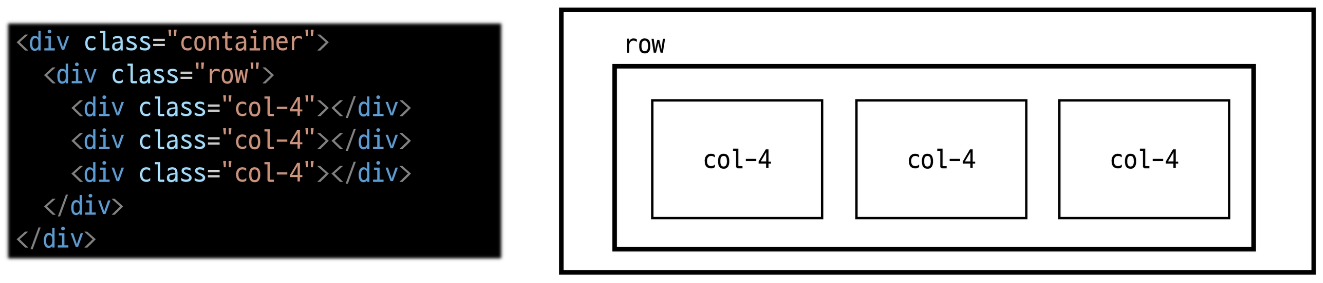 <div class="container">
  <div class="row">
    <div class="col-4"></div>
    <div class="col-4"></div>
    <div class="col-4"></div>
  </div>
</div>
row
col-4 col-4 col-4